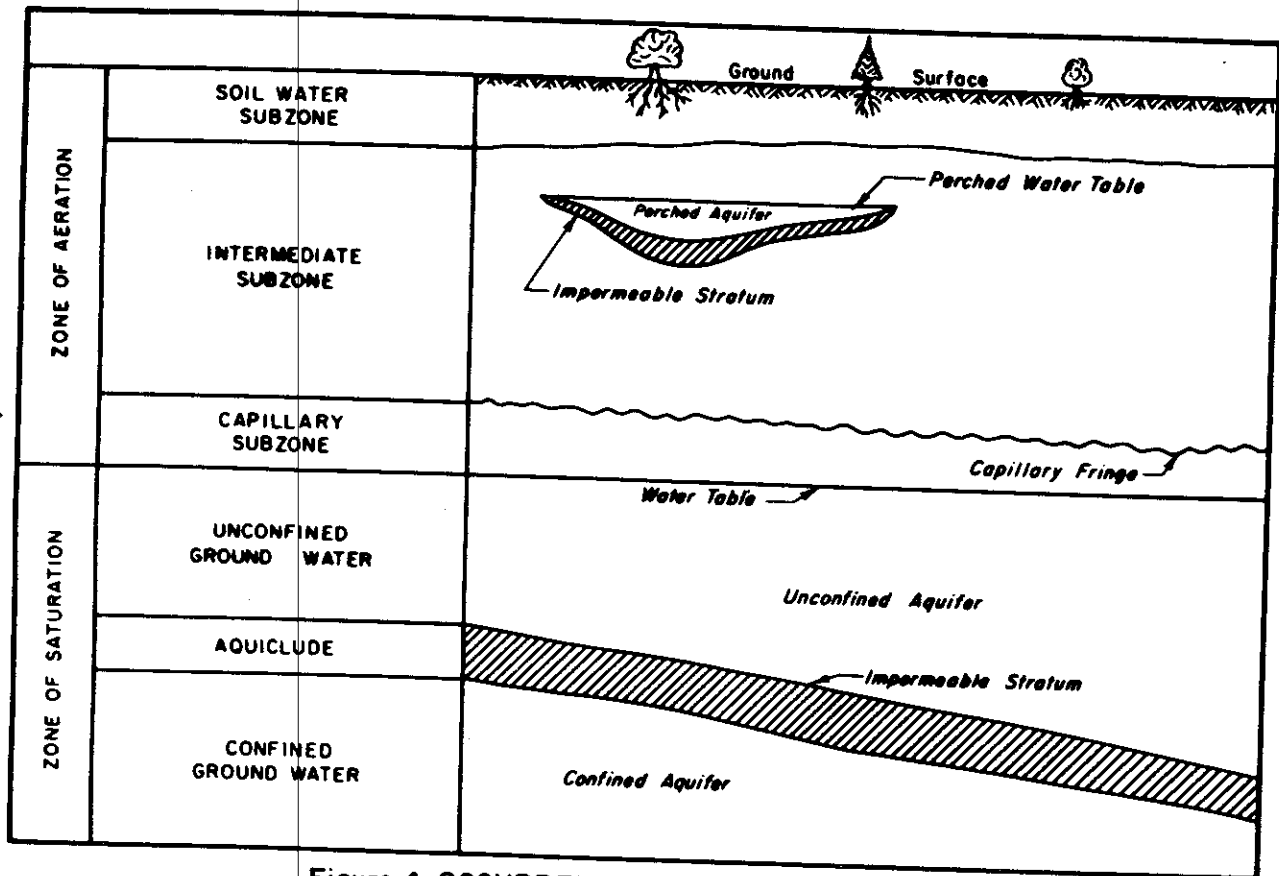 Ground Surface
ZONE OF AERATION
SOIL WATER
SUBZONE
Perched Water Table
Perched Aquifer
INTERMEDIATE
SUBZONE
Impermeable Stratum
CAPILLARY
SUBZONE
Capillary Fringe
Water Table
ZONE OF SATURATION
UNCONFINED
GROUND WATER
Unconfined Aquifer
AQUICLUDE
Impermeable Stratum
CONFINED
GROUND WATER
Confined Aquifer
Figure